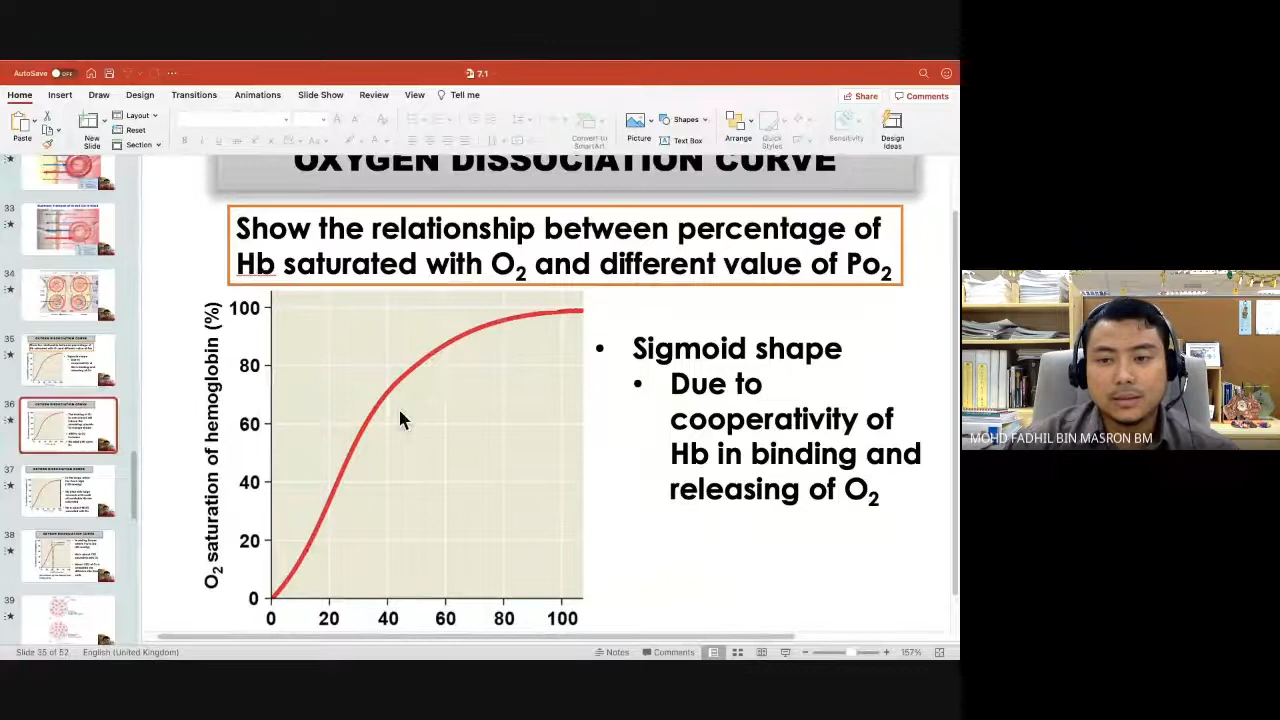 AutoSave OFF
7.1
Home Insert Draw Design Transitions Animations Slide Show Review View Tell me
Share Comments
Paste
New Slide
Layout
Reset
Section
Convert to SmartArt
Picture
Shapes
Text Box
Arrange
Quick Styles
Sensitivity
Design Ideas
33
34
35
36
37
38
39
OXYGEN DISSOCIATION CURVE
Show the relationship between percentage of
Hb saturated with O2 and different value of Po2
O2 saturation of hemoglobin (%)
100
80
60
40
20
0
0 20 40 60 80 100
• Sigmoid shape
• Due to
cooperativity of
Hb in binding and
releasing of O2
MOHD FADHIL BIN MASRON BM
Slide 35 of 52 English (United Kingdom) Notes Comments 157%